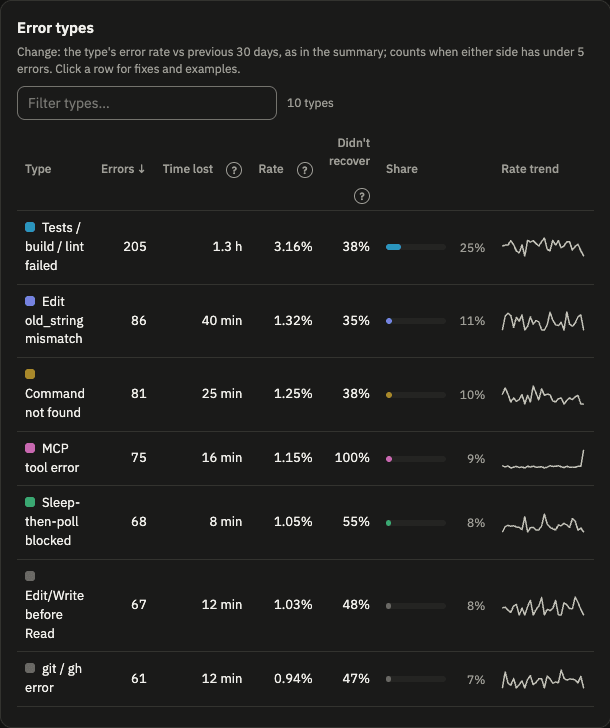 Error types
Change: the type's error rate vs previous 30 days, as in the summary; counts when either side has under 5
errors. Click a row for fixes and examples.
Filter types...
10 types
Type
Errors ↓
Time lost ?
Rate ?
Didn't
recover
?
Share
Rate trend
Tests /
build / lint
failed
205
1.3 h
3.16%
38%
25%
Edit
old_string
mismatch
86
40 min
1.32%
35%
11%
Command
not found
81
25 min
1.25%
38%
10%
MCP
tool error
75
16 min
1.15%
100%
9%
Sleep-
then-poll
blocked
68
8 min
1.05%
55%
8%
Edit/Write
before
Read
67
12 min
1.03%
48%
8%
git / gh
error
61
12 min
0.94%
47%
7%